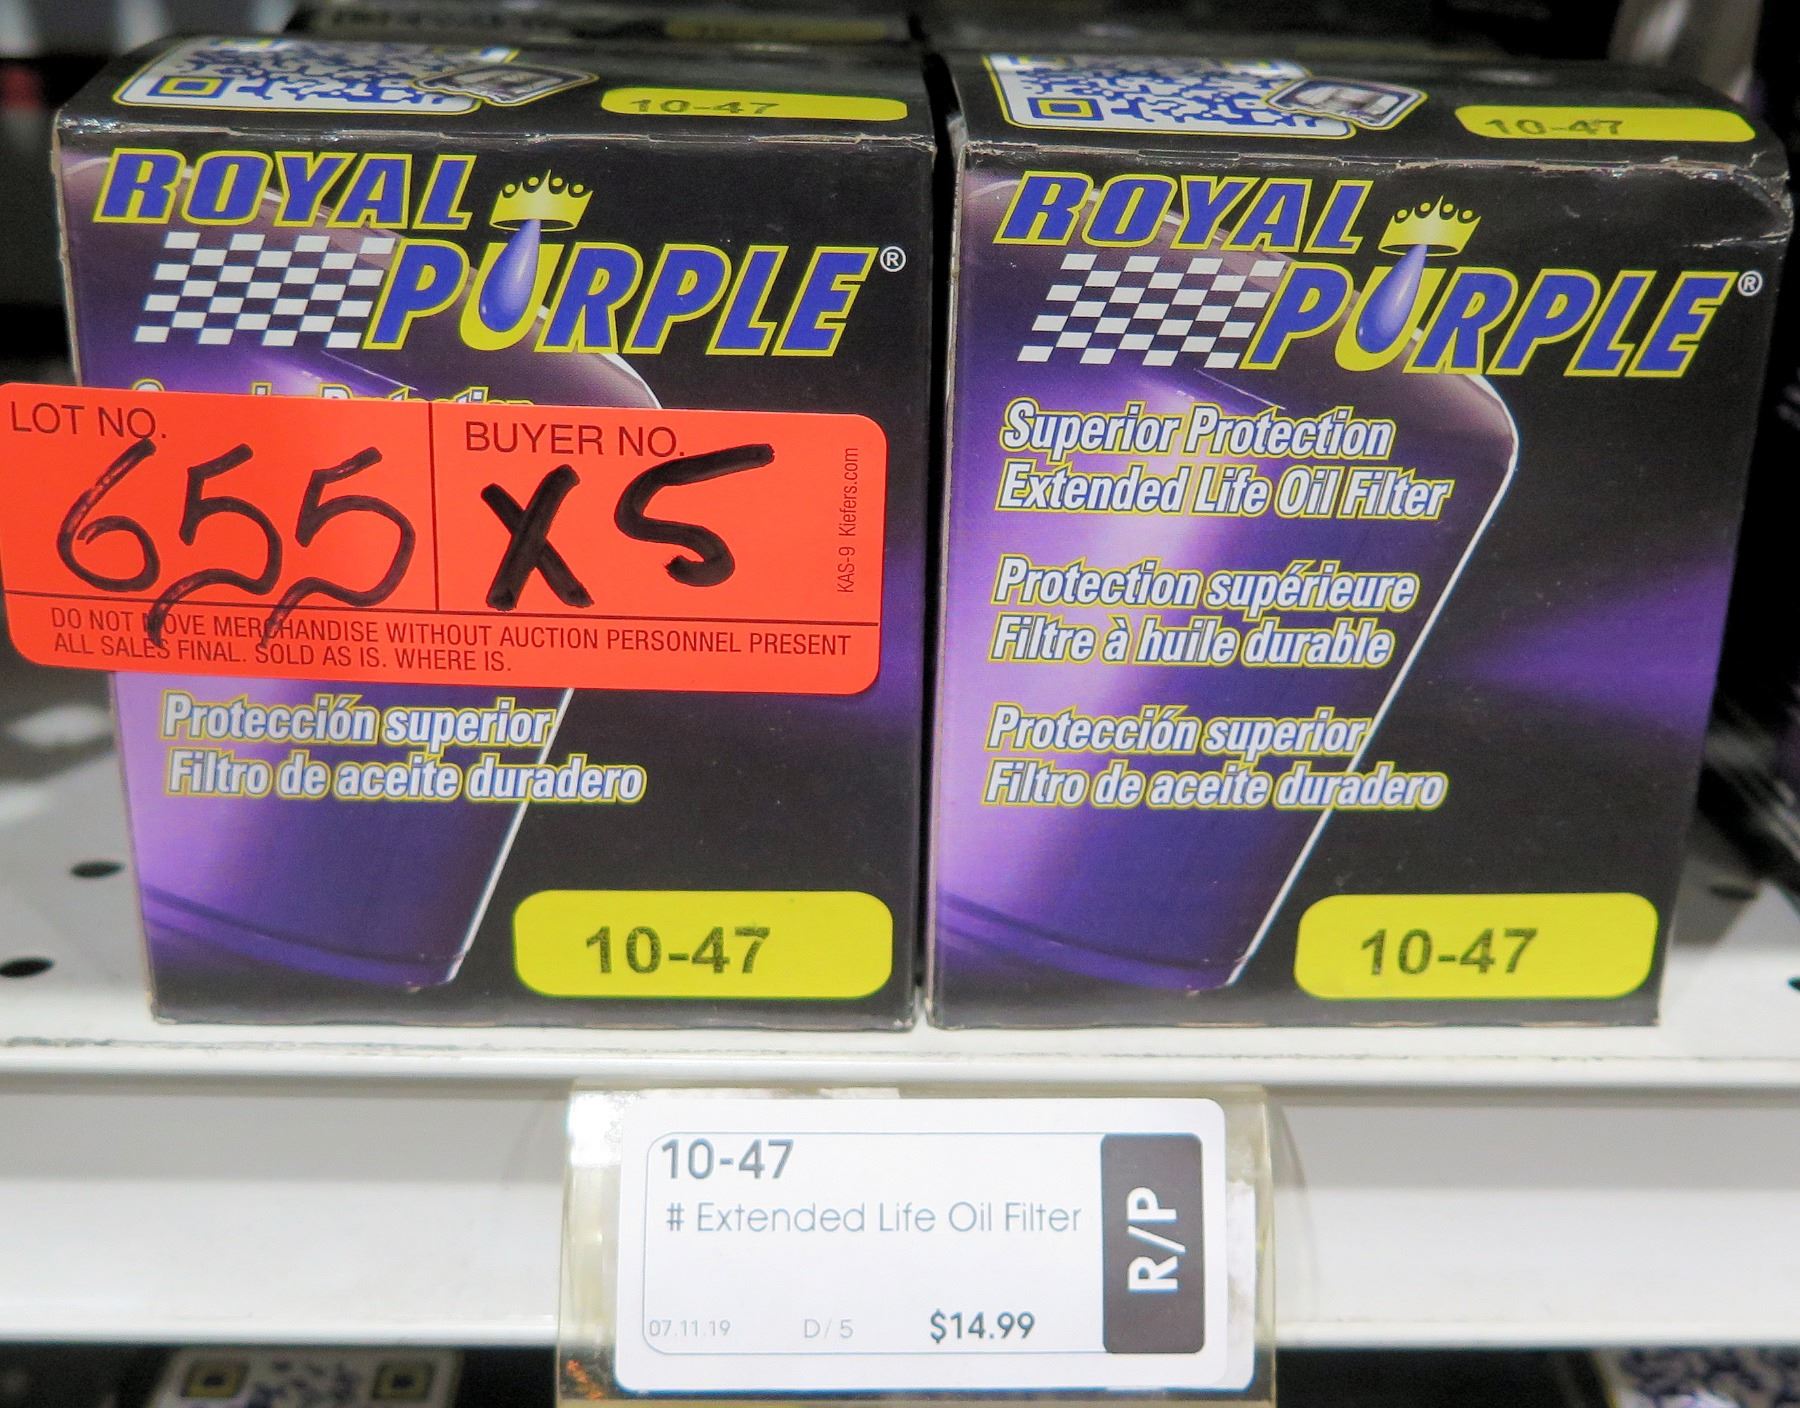 10-47
ROYAL
PURPLE®
LOT NO.
655
BUYER NO.
X5
KAS-9 Kiefers.com
DO NOT MOVE MERCHANDISE WITHOUT AUCTION PERSONNEL PRESENT
ALL SALES FINAL. SOLD AS IS. WHERE IS.
Protección superior
Filtro de aceite duradero
10-47
10-47
ROYAL
PURPLE®
Superior Protection
Extended Life Oil Filter
Protection supérieure
Filtre à huile durable
Protección superior
Filtro de aceite duradero
10-47
10-47
# Extended Life Oil Filter
07.11.19 D/5 $14.99
R/P